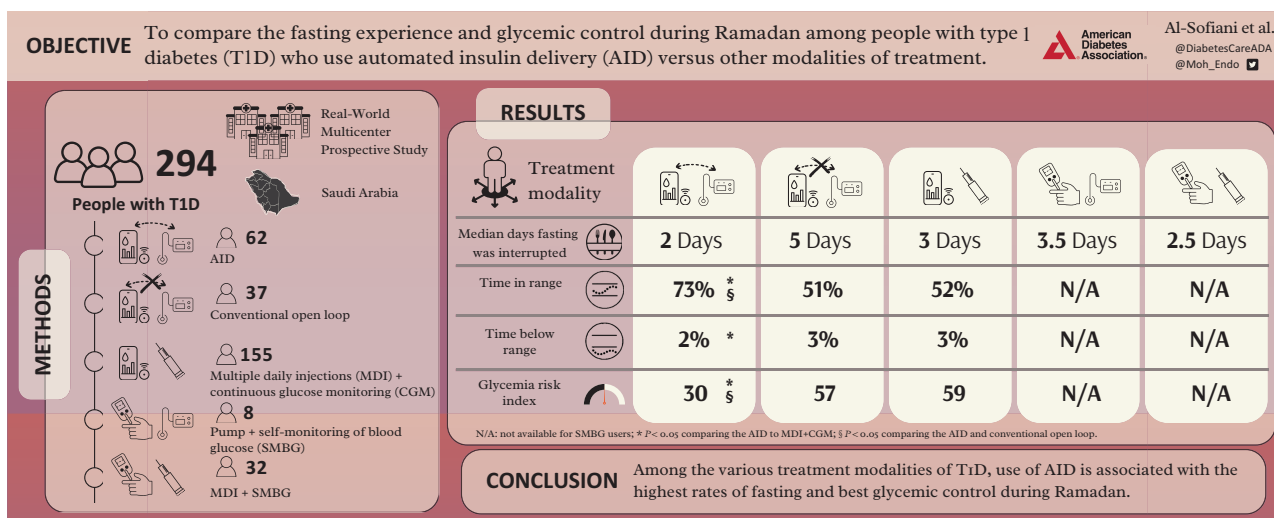 OBJECTIVE
To compare the fasting experience and glycemic control during Ramadan among people with type 1
diabetes (T1D) who use automated insulin delivery (AID) versus other modalities of treatment.
American
Diabetes
Association®
Al-Sofiani et al.
@DiabetesCareADA
@Moh_Endo
METHODS
294
People with T1D
Real-World
Multicenter
Prospective Study
Saudi Arabia
62
AID
37
Conventional open loop
155
Multiple daily injections (MDI) +
continuous glucose monitoring (CGM)
8
Pump + self-monitoring of blood
glucose (SMBG)
32
MDI + SMBG
RESULTS
Treatment
modality
Median days fasting
was interrupted
2 Days
5 Days
3 Days
3.5 Days
2.5 Days
Time in range
73% * §
51%
52%
N/A
N/A
Time below
range
2% *
3%
3%
N/A
N/A
Glycemia risk
index
30 * §
57
59
N/A
N/A
N/A: not available for SMBG users; * P< 0.05 comparing the AID to MDI+CGM; § P< 0.05 comparing the AID and conventional open loop.
CONCLUSION
Among the various treatment modalities of T1D, use of AID is associated with the
highest rates of fasting and best glycemic control during Ramadan.